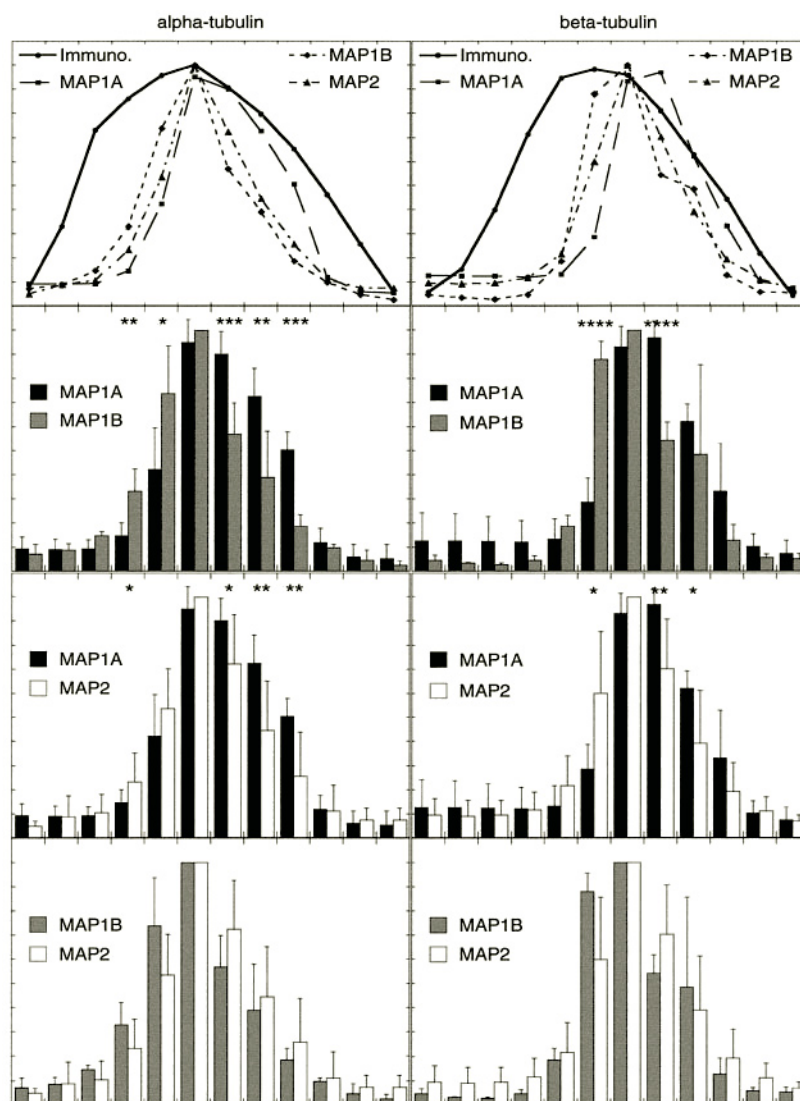 alpha-tubulin beta-tubulin
Immuno. MAP1B Immuno. MAP1B
MAP1A MAP2 MAP1A MAP2
** * *** ** *** **** ****
MAP1A MAP1A
MAP1B MAP1B
* * ** ** * ** *
MAP1A MAP1A
MAP2 MAP2
MAP1B MAP1B
MAP2 MAP2